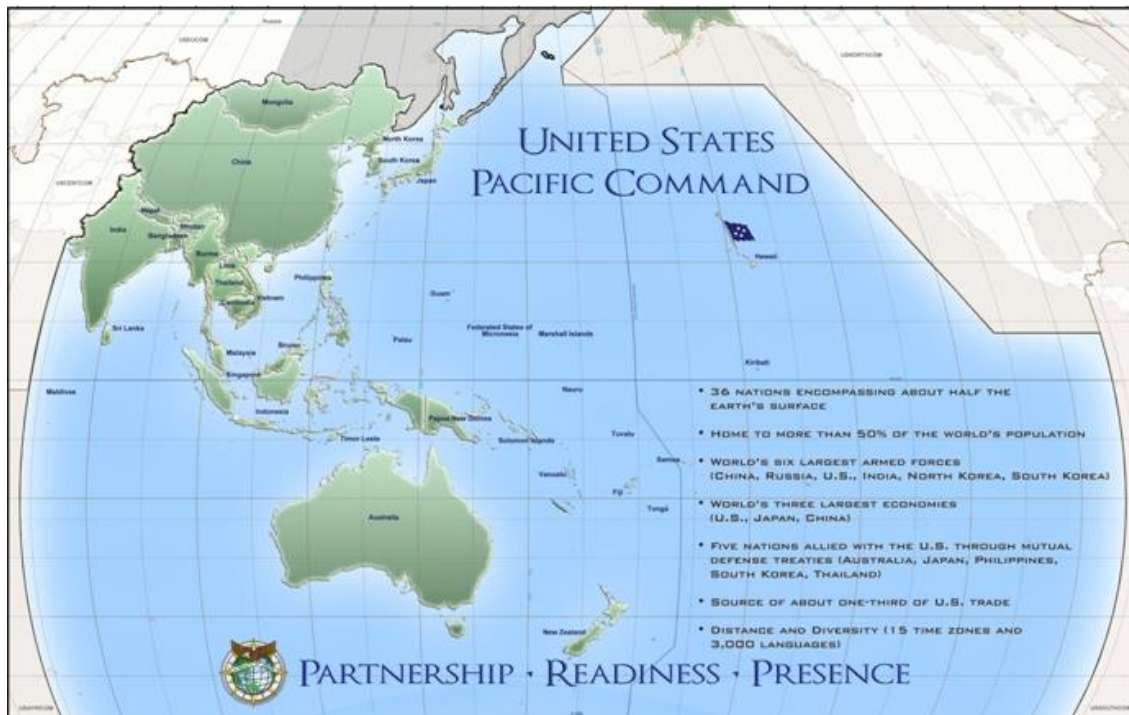 Russia
USEUCOM
USNORTHCOM
Mongolia
UNITED STATES
PACIFIC COMMAND
North Korea
China
South Korea
Japan
USCENTCOM
Nepal
Bhutan
India
Bangladesh
Burma
Hawaii
Laos
Thailand
Philippines
Cambodia
Vietnam
Guam
Sri Lanka
Federated States of
Micronesia
Marshall Islands
Palau
Brunei
Malaysia
Kiribati
Singapore
Maldives
Nauru
• 36 NATIONS ENCOMPASSING ABOUT HALF THE
EARTH'S SURFACE
Indonesia
Papua New Guinea
Timor Leste
Solomon Islands
Tuvalu
• HOME TO MORE THAN 50% OF THE WORLD'S POPULATION
Samoa
• WORLD'S SIX LARGEST ARMED FORCES
(CHINA, RUSSIA, U.S., INDIA, NORTH KOREA, SOUTH KOREA)
Vanuatu
Fiji
Tonga
• WORLD'S THREE LARGEST ECONOMIES
(U.S., JAPAN, CHINA)
Australia
• FIVE NATIONS ALLIED WITH THE U.S. THROUGH MUTUAL
DEFENSE TREATIES (AUSTRALIA, JAPAN, PHILIPPINES,
SOUTH KOREA, THAILAND)
• SOURCE OF ABOUT ONE-THIRD OF U.S. TRADE
New Zealand
• DISTANCE AND DIVERSITY (15 TIME ZONES AND
3,000 LANGUAGES)
PARTNERSHIP · READINESS · PRESENCE
USAFRICOM
USSOUTHCOM